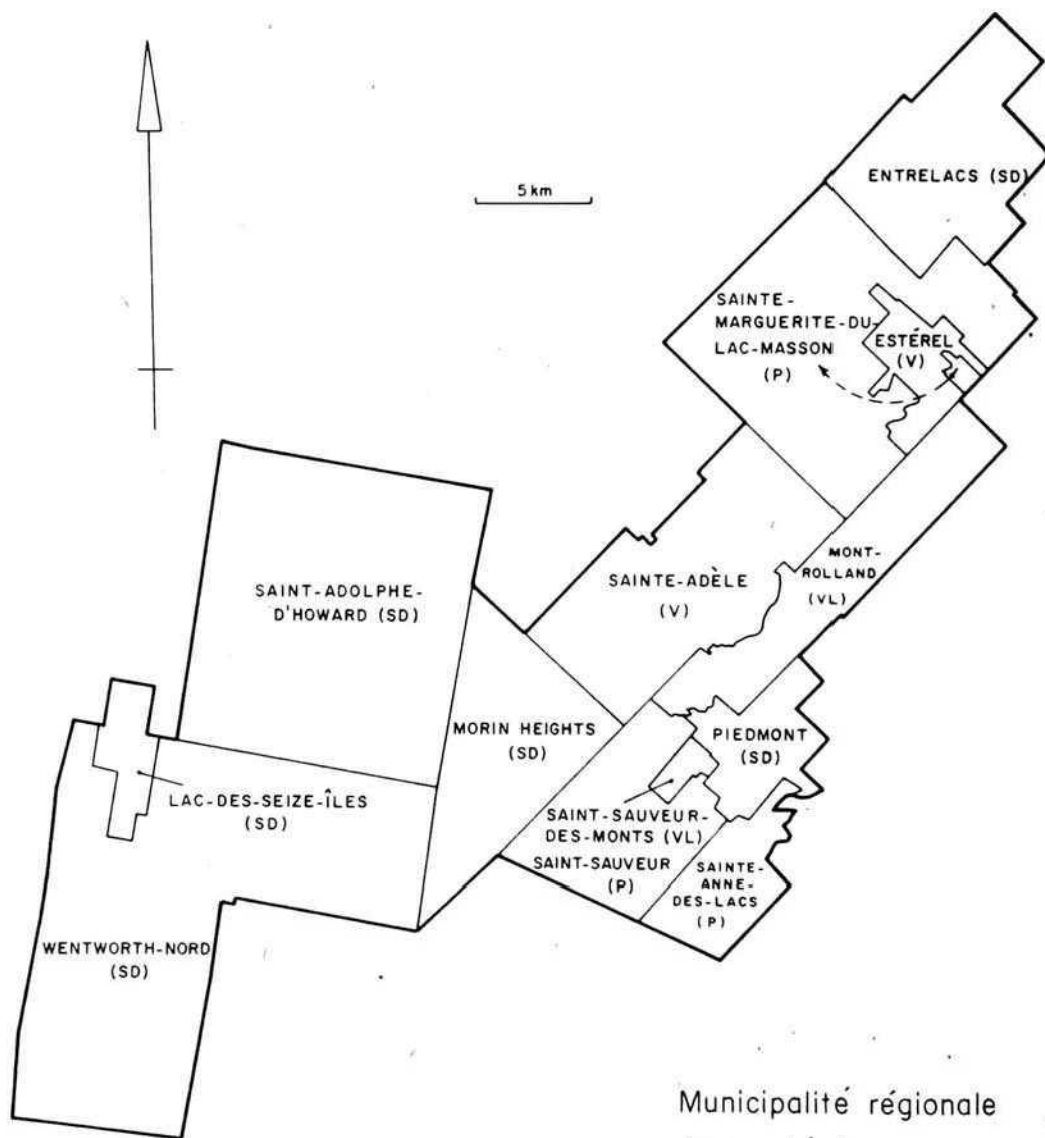 5 km
ENTRELACS (SD)
SAINTE-
MARGUERITE-DU-
LAC-MASSON
(P)
ESTÉREL
(V)
MONT-
ROLLAND
(VL)
SAINTE-ADÈLE
(V)
SAINT-ADOLPHE-
D'HOWARD (SD)
MORIN HEIGHTS
(SD)
PIEDMONT
(SD)
LAC-DES-SEIZE-ÎLES
(SD)
SAINT-SAUVEUR-
DES-MONTS (VL)
SAINT-SAUVEUR
(P)
SAINTE-
ANNE-
DES-LACS
(P)
WENTWORTH-NORD
(SD)
Municipalité régionale